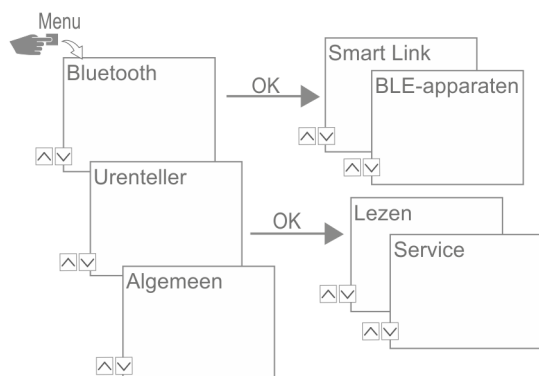 Menu
Bluetooth
OK
Smart Link
BLE-apparaten
Urenteller
OK
Lezen
Service
Algemeen